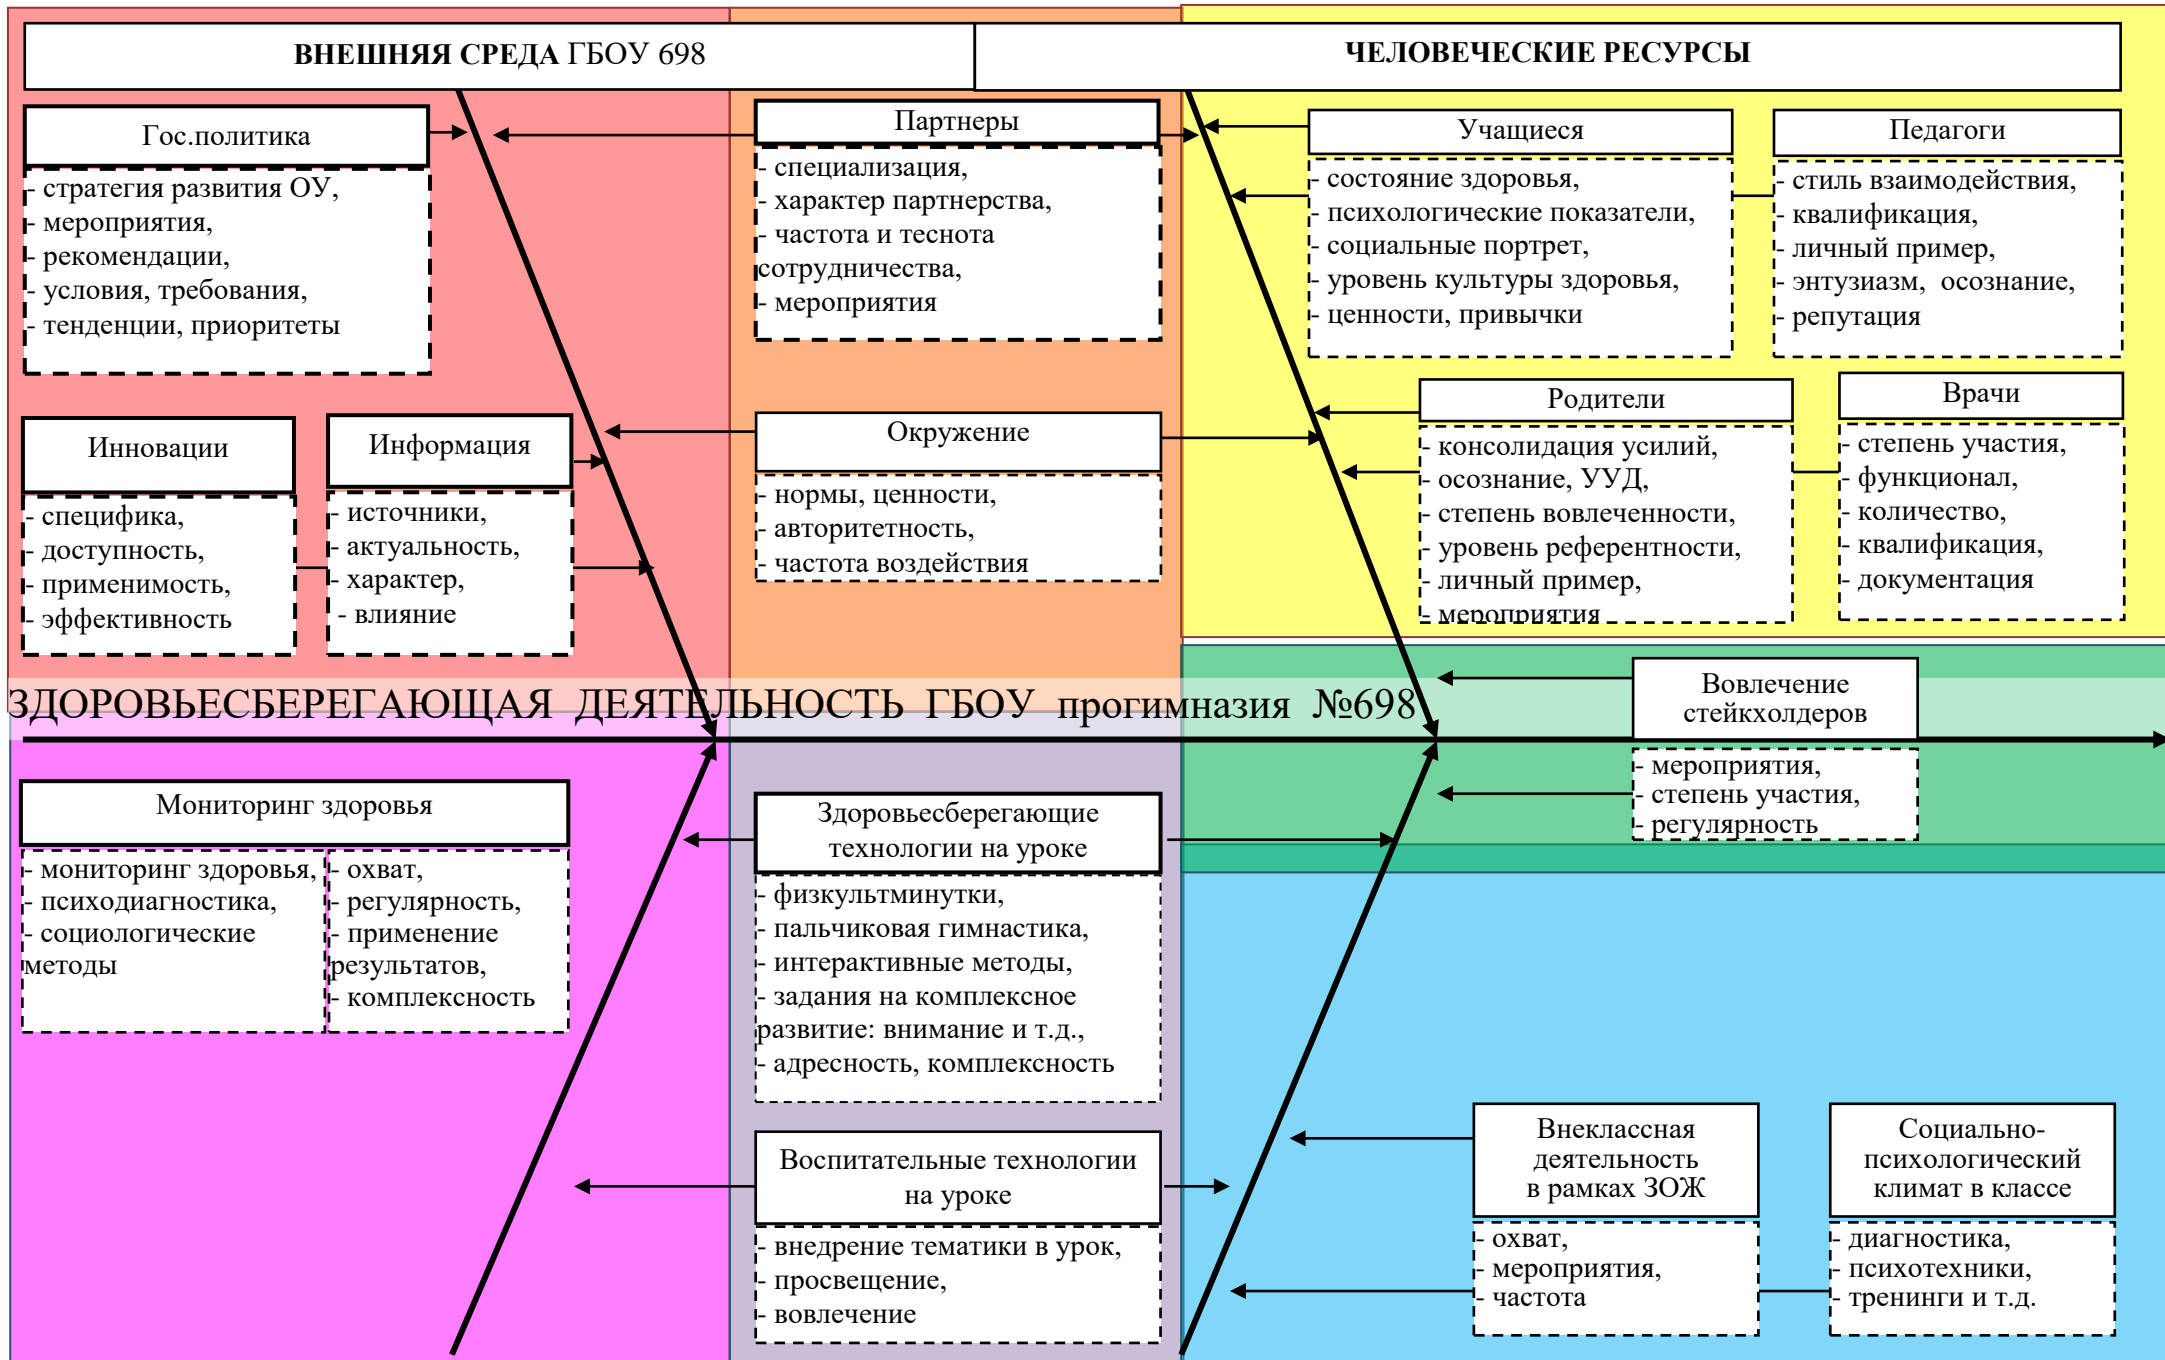 ВНЕШНЯЯ СРЕДА ГБОУ 698
ЧЕЛОВЕЧЕСКИЕ РЕСУРСЫ
Гос.политика
- стратегия развития ОУ,
- мероприятия,
- рекомендации,
- условия, требования,
- тенденции, приоритеты
Партнеры
- специализация,
- характер партнерства,
- частота и теснота
сотрудничества,
- мероприятия
Учащиеся
- состояние здоровья,
- психологические показатели,
- социальные портрет,
- уровень культуры здоровья,
- ценности, привычки
Педагоги
- стиль взаимодействия,
- квалификация,
- личный пример,
- энтузиазм, осознание,
- репутация
Инновации
- специфика,
- доступность,
- применимость,
- эффективность
Информация
- источники,
- актуальность,
- характер,
- влияние
Окружение
- нормы, ценности,
- авторитетность,
- частота воздействия
Родители
- консолидация усилий,
- осознание, УУД,
- степень вовлеченности,
- уровень референтности,
- личный пример,
- мероприятия
Врачи
- степень участия,
- функционал,
- количество,
- квалификация,
- документация
ЗДОРОВЬЕСБЕРЕГАЮЩАЯ ДЕЯТЕЛЬНОСТЬ ГБОУ прогимназия №698
Вовлечение
стейкхолдеров
- мероприятия,
- степень участия,
- регулярность
Мониторинг здоровья
- мониторинг здоровья,
- психодиагностика,
- социологические
методы
- охват,
- регулярность,
- применение
результатов,
- комплексность
Здоровьесберегающие
технологии на уроке
- физкультминутки,
- пальчиковая гимнастика,
- интерактивные методы,
- задания на комплексное
развитие: внимание и т.д.,
- адресность, комплексность
Воспитательные технологии
на уроке
- внедрение тематики в урок,
- просвещение,
- вовлечение
Внеклассная
деятельность
в рамках ЗОЖ
- охват,
- мероприятия,
- частота
Социально-
психологический
климат в классе
- диагностика,
- психотехники,
- тренинги и т.д.